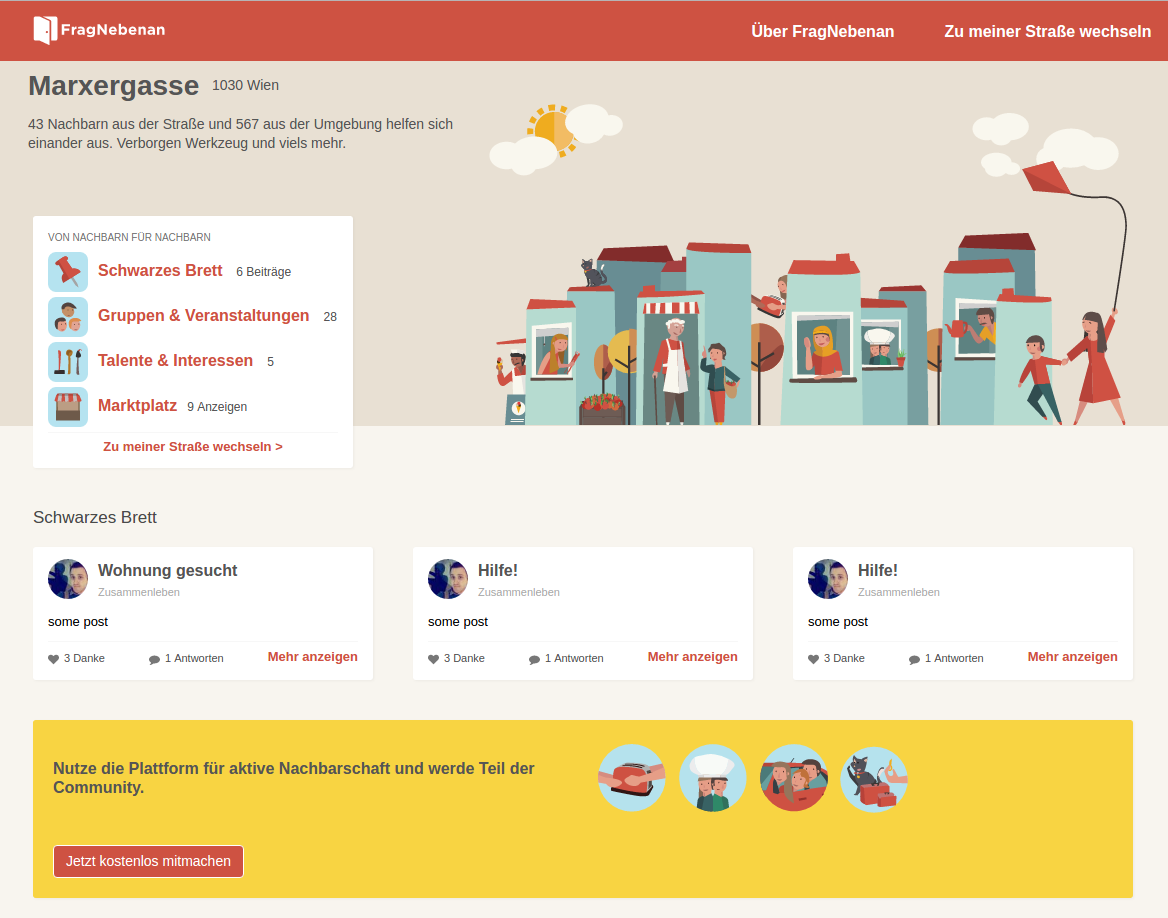 FragNebenan
Über FragNebenan
Zu meiner Straße wechseln
Marxergasse 1030 Wien
43 Nachbarn aus der Straße und 567 aus der Umgebung helfen sich
einander aus. Verborgen Werkzeug und viels mehr.
VON NACHBARN FÜR NACHBARN
Schwarzes Brett 6 Beiträge
Gruppen & Veranstaltungen 28
Talente & Interessen 5
Marktplatz 9 Anzeigen
Zu meiner Straße wechseln >
Schwarzes Brett
Wohnung gesucht
Zusammenleben
some post
3 Danke
1 Antworten
Mehr anzeigen
Hilfe!
Zusammenleben
some post
3 Danke
1 Antworten
Mehr anzeigen
Hilfe!
Zusammenleben
some post
3 Danke
1 Antworten
Mehr anzeigen
Nutze die Plattform für aktive Nachbarschaft und werde Teil der
Community.
Jetzt kostenlos mitmachen